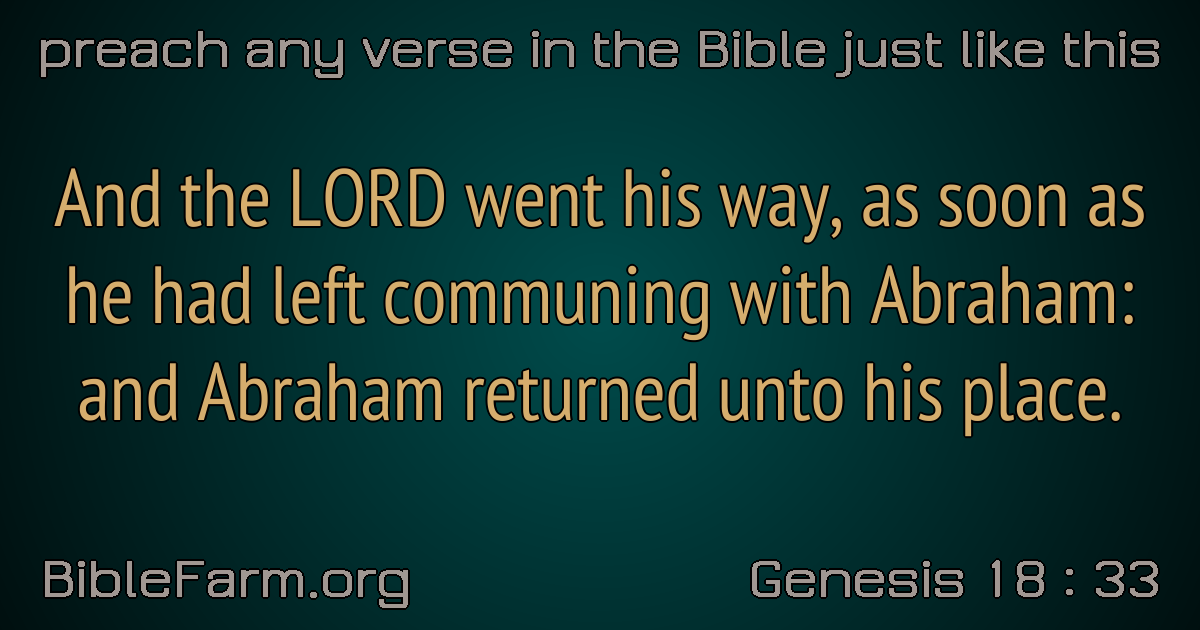 preach any verse in the Bible just like this
And the LORD went his way, as soon as
he had left communing with Abraham:
and Abraham returned unto his place.
BibleFarm.org
Genesis 18 : 33